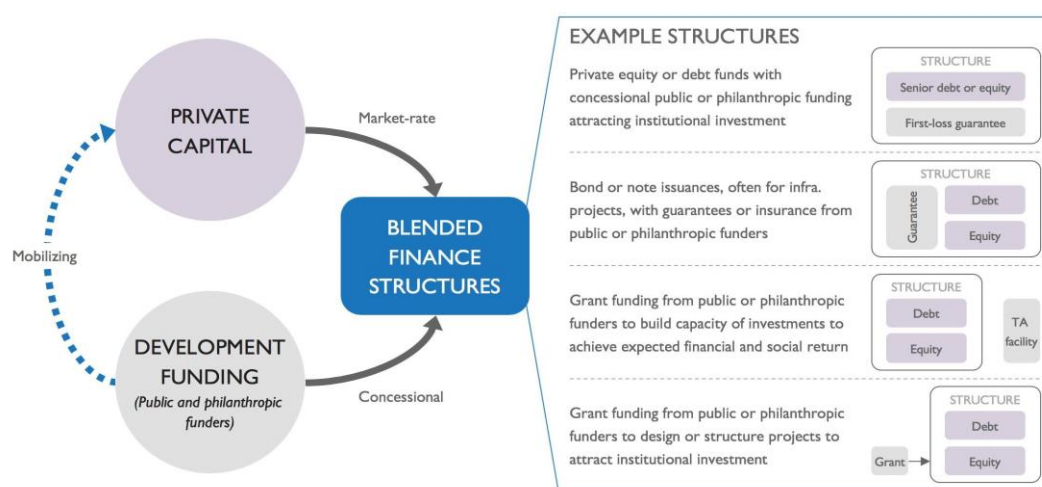 PRIVATE
CAPITAL
Market-rate
Mobilizing
BLENDED
FINANCE
STRUCTURES
DEVELOPMENT
FUNDING
(Public and philanthropic
funders)
Concessional
EXAMPLE STRUCTURES
Private equity or debt funds with
concessional public or philanthropic funding
attracting institutional investment
STRUCTURE
Senior debt or equity
First-loss guarantee
Bond or note issuances, often for infra.
projects, with guarantees or insurance from
public or philanthropic funders
STRUCTURE
Guarantee
Debt
Equity
Grant funding from public or philanthropic
funders to build capacity of investments to
achieve expected financial and social return
STRUCTURE
Debt
Equity
TA
facility
Grant funding from public or philanthropic
funders to design or structure projects to
attract institutional investment
STRUCTURE
Debt
Grant
Equity